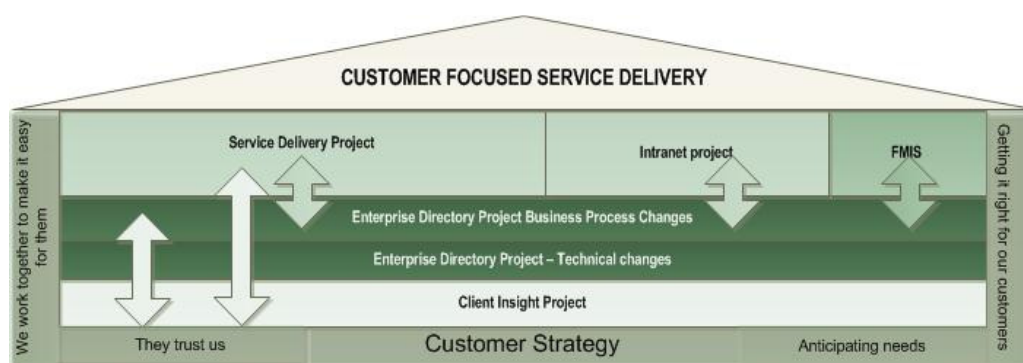 CUSTOMER FOCUSED SERVICE DELIVERY
We work together to make it easy
for them
Service Delivery Project
Intranet project
FMIS
Getting it right for our customers
Enterprise Directory Project Business Process Changes
Enterprise Directory Project – Technical changes
Client Insight Project
They trust us
Customer Strategy
Anticipating needs